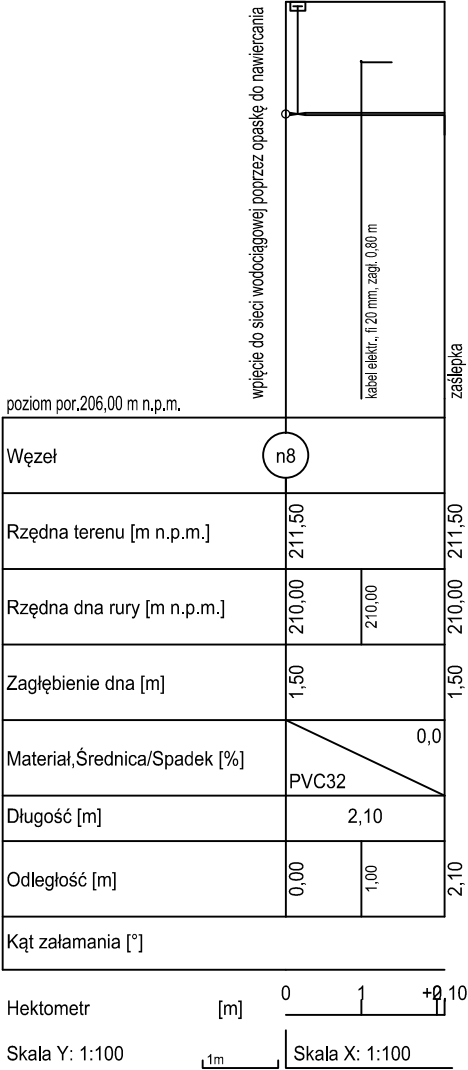 wpięcie do sieci wodociągowej poprzez opaskę do nawiercania
kabel elektr., fi 20 mm, zagł. 0,80 m
zaślepka
poziom por.206,00 m n.p.m.
Węzeł
n8
Rzędna terenu [m n.p.m.]
211,50
211,50
Rzędna dna rury [m n.p.m.]
210,00
210,00
210,00
Zagłębienie dna [m]
1,50
1,50
Materiał,Średnica/Spadek [%]
0,0
PVC32
Długość [m]
2,10
Odległość [m]
0,00
1,00
2,10
Kąt załamania [°]
Hektometr [m]
0
1
Skala Y: 1:100
1m
Skala X: 1:100